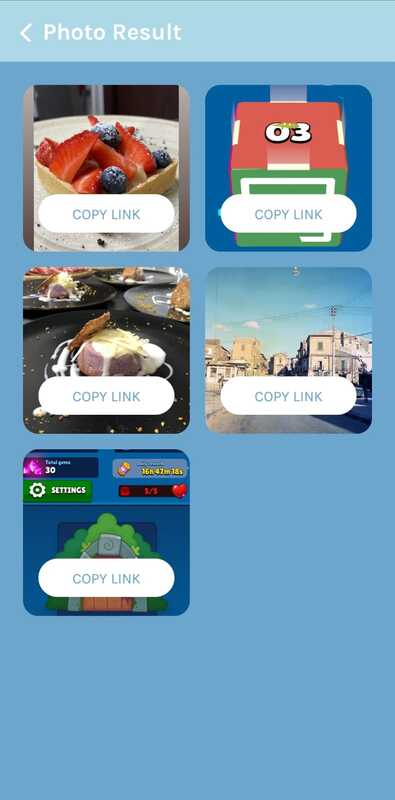 Photo Result
COPY LINK
03
COPY LINK
COPY LINK
COPY LINK
Total gems
30
16h 47m 18s
SETTINGS
5/5
COPY LINK